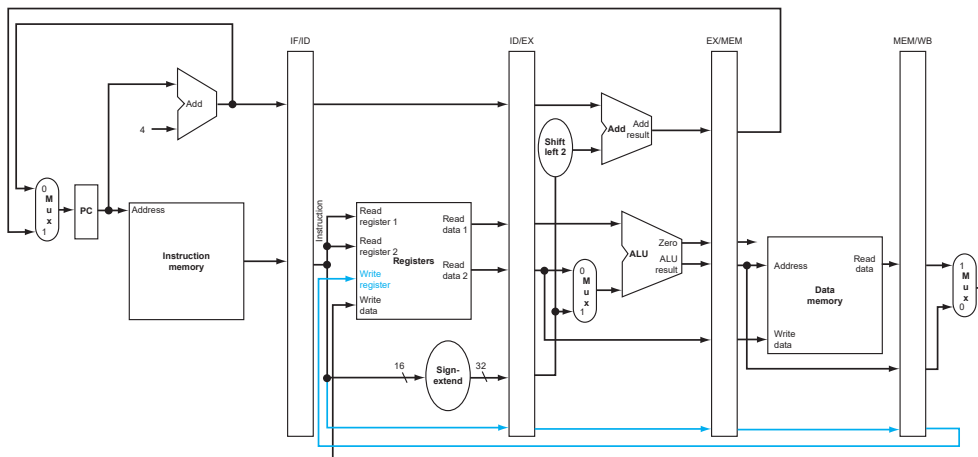 IF/ID
ID/EX
EX/MEM
MEM/WB
Add
4
0
M
u
x
1
PC
Address
Instruction
memory
Instruction
Read
register 1
Read
register 2
Write
register
Write
data
Registers
Read
data 1
Read
data 2
16
Sign-
extend
32
Shift
left 2
Add
Add
result
0
M
u
x
1
ALU
Zero
ALU
result
Address
Write
data
Read
data
Data
memory
1
M
u
x
0